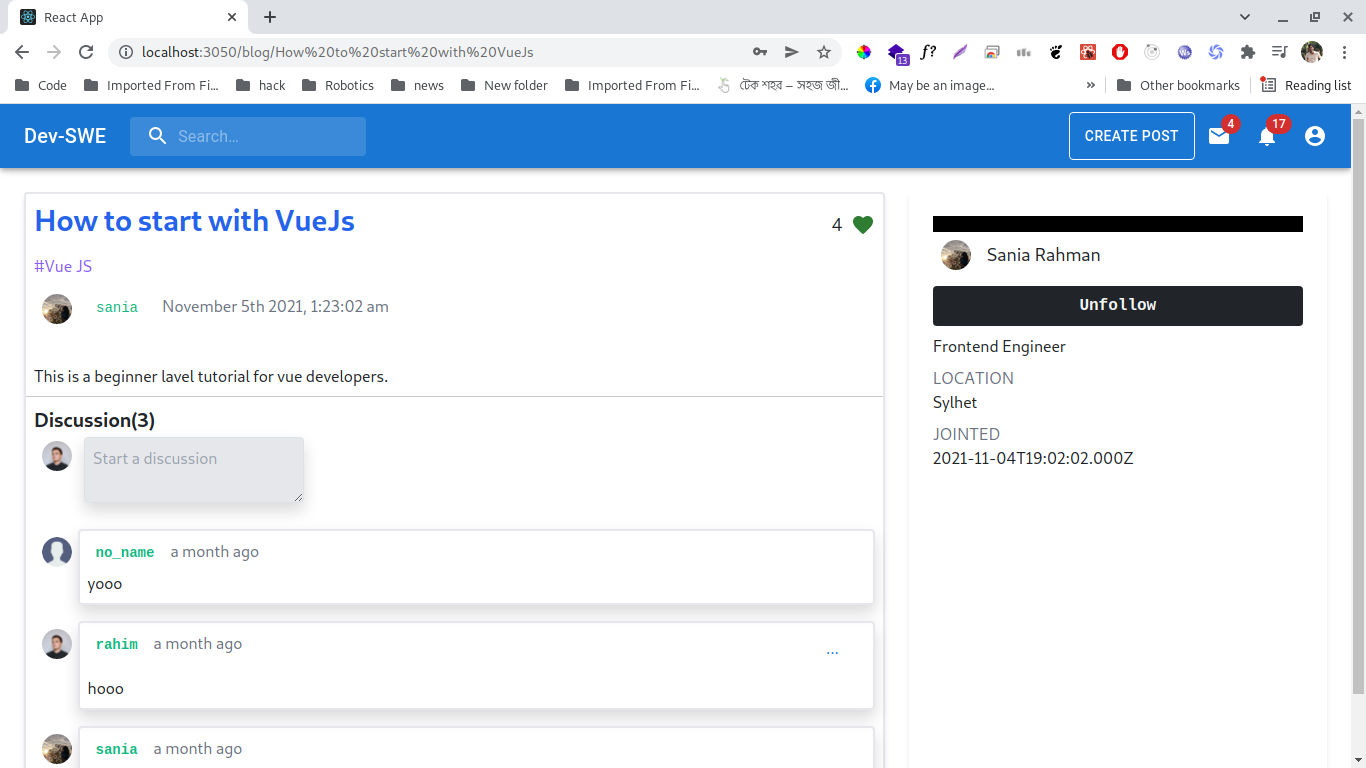 React App
localhost:3050/blog/How%20to%20start%20with%20VueJs
f?
13
Ws
Code
Imported From Fi...
hack
Robotics
news
New folder
Imported From Fi...
টেক শহর – সহজ জী...
May be an image...
»
Other bookmarks
Reading list
Dev-SWE
Search...
CREATE POST
4
17
How to start with VueJs
4
#Vue JS
sania November 5th 2021, 1:23:02 am
This is a beginner lavel tutorial for vue developers.
Discussion(3)
Start a discussion
no_name a month ago
yooo
rahim a month ago
...
hooo
sania a month ago
Sania Rahman
Unfollow
Frontend Engineer
LOCATION
Sylhet
JOINTED
2021-11-04T19:02:02.000Z